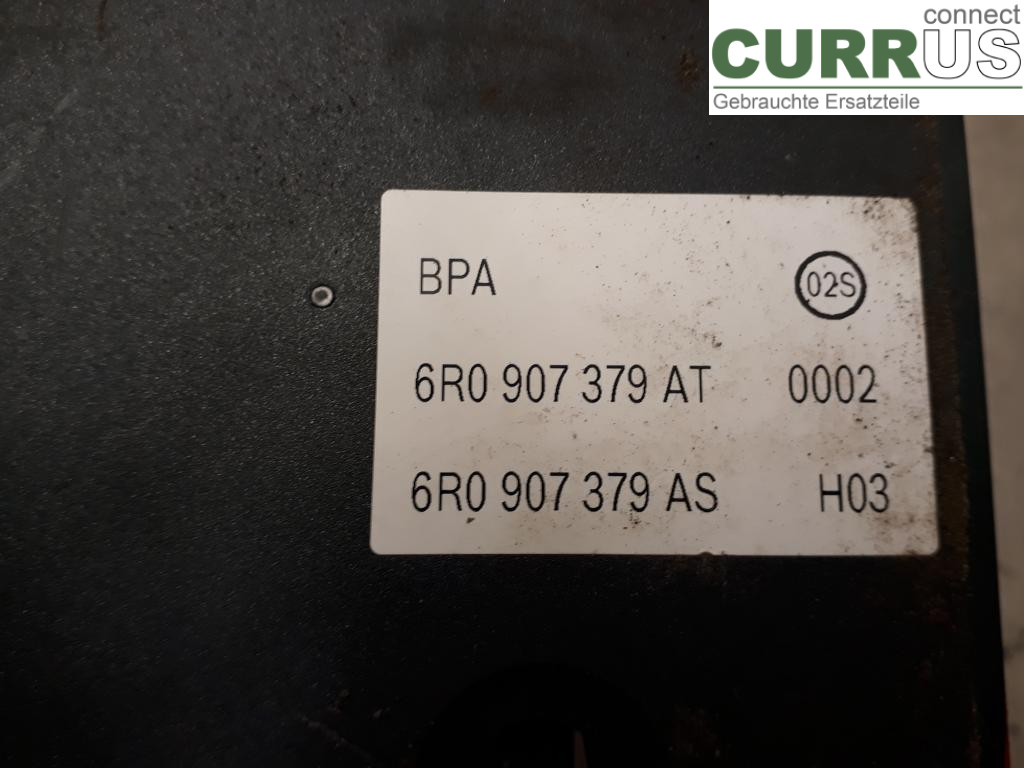 connect
CURRUS
Gebrauchte Ersatzteile
BPA 02S
6R0 907 379 AT 0002
6R0 907 379 AS H03